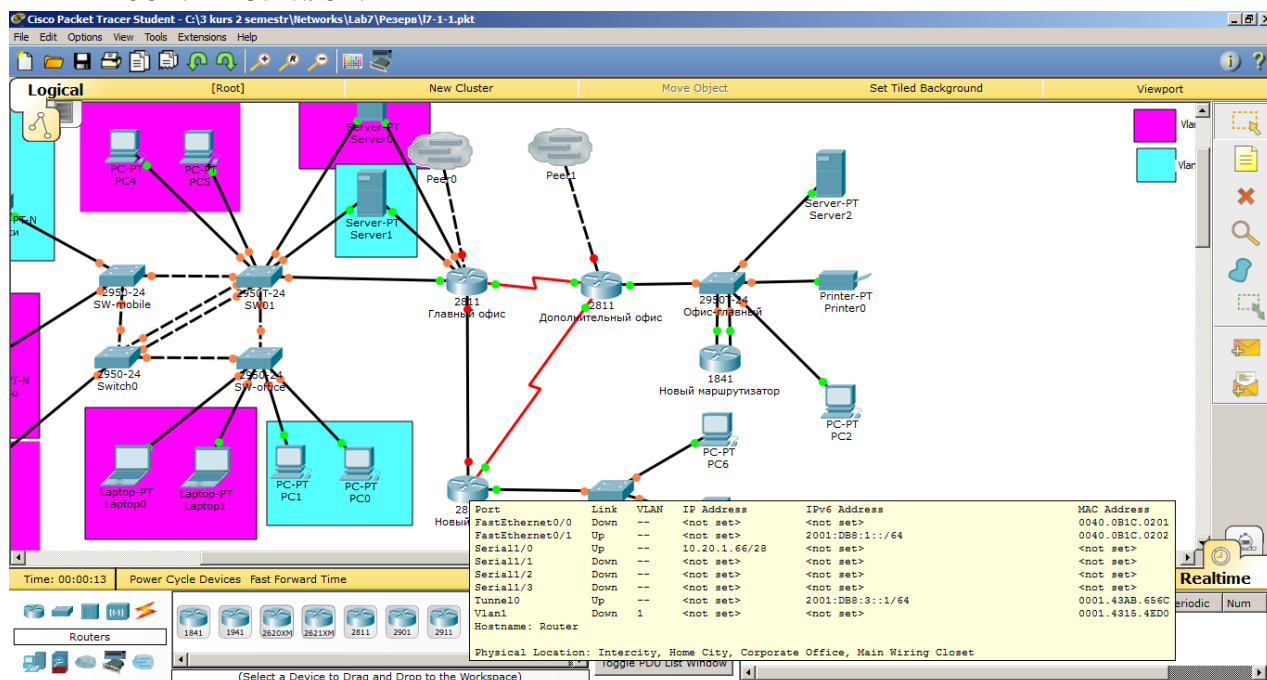 Cisco Packet Tracer Student - C:\3 kurs 2 semestr\Networks\Lab7\Резерв\l7-1-1.pkt
File Edit Options View Tools Extensions Help
Logical [Root] New Cluster Move Object Set Tiled Background Viewport
PC-PT
PC4
PC-PT
PC5
Server-PT
Server0
Peer0
Peer1
Vlan
Vlan
Server-PT
Server1
Server-PT
Server2
PT-N
си
2950-24
SW-mobile
2950T-24
SW01
2811
Главный офис
2811
Дополнительный офис
2950T-24
Офис-главный
Printer-PT
Printer0
2950-24
Switch0
2950-24
SW-office
1841
Новый маршрутизатор
PT-N
о
PC-PT
PC2
PC-PT
PC6
Laptop-PT
Laptop0
Laptop-PT
Laptop1
PC-PT
PC1
PC-PT
PC0
28
Новый
Port Link VLAN IP Address IPv6 Address MAC Address
FastEthernet0/0 Down -- <not set> <not set> 0040.0B1C.0201
FastEthernet0/1 Up -- <not set> 2001:DB8:1::/64 0040.0B1C.0202
Serial1/0 Up -- 10.20.1.66/28 <not set> <not set>
Serial1/1 Down -- <not set> <not set> <not set>
Serial1/2 Down -- <not set> <not set> <not set>
Serial1/3 Down -- <not set> <not set> <not set>
Tunnel0 Up -- <not set> 2001:DB8:3::1/64 0001.43AB.656C
Vlan1 Down 1 <not set> <not set> 0001.4315.4ED0
Hostname: Router
Physical Location: Intercity, Home City, Corporate Office, Main Wiring Closet
Time: 00:00:13 Power Cycle Devices Fast Forward Time Realtime
Routers
1841 1941 2620XM 2621XM 2811 2901 2911
eriodic Num
Toggle PDU List Window
(Select a Device to Drag and Drop to the Workspace)